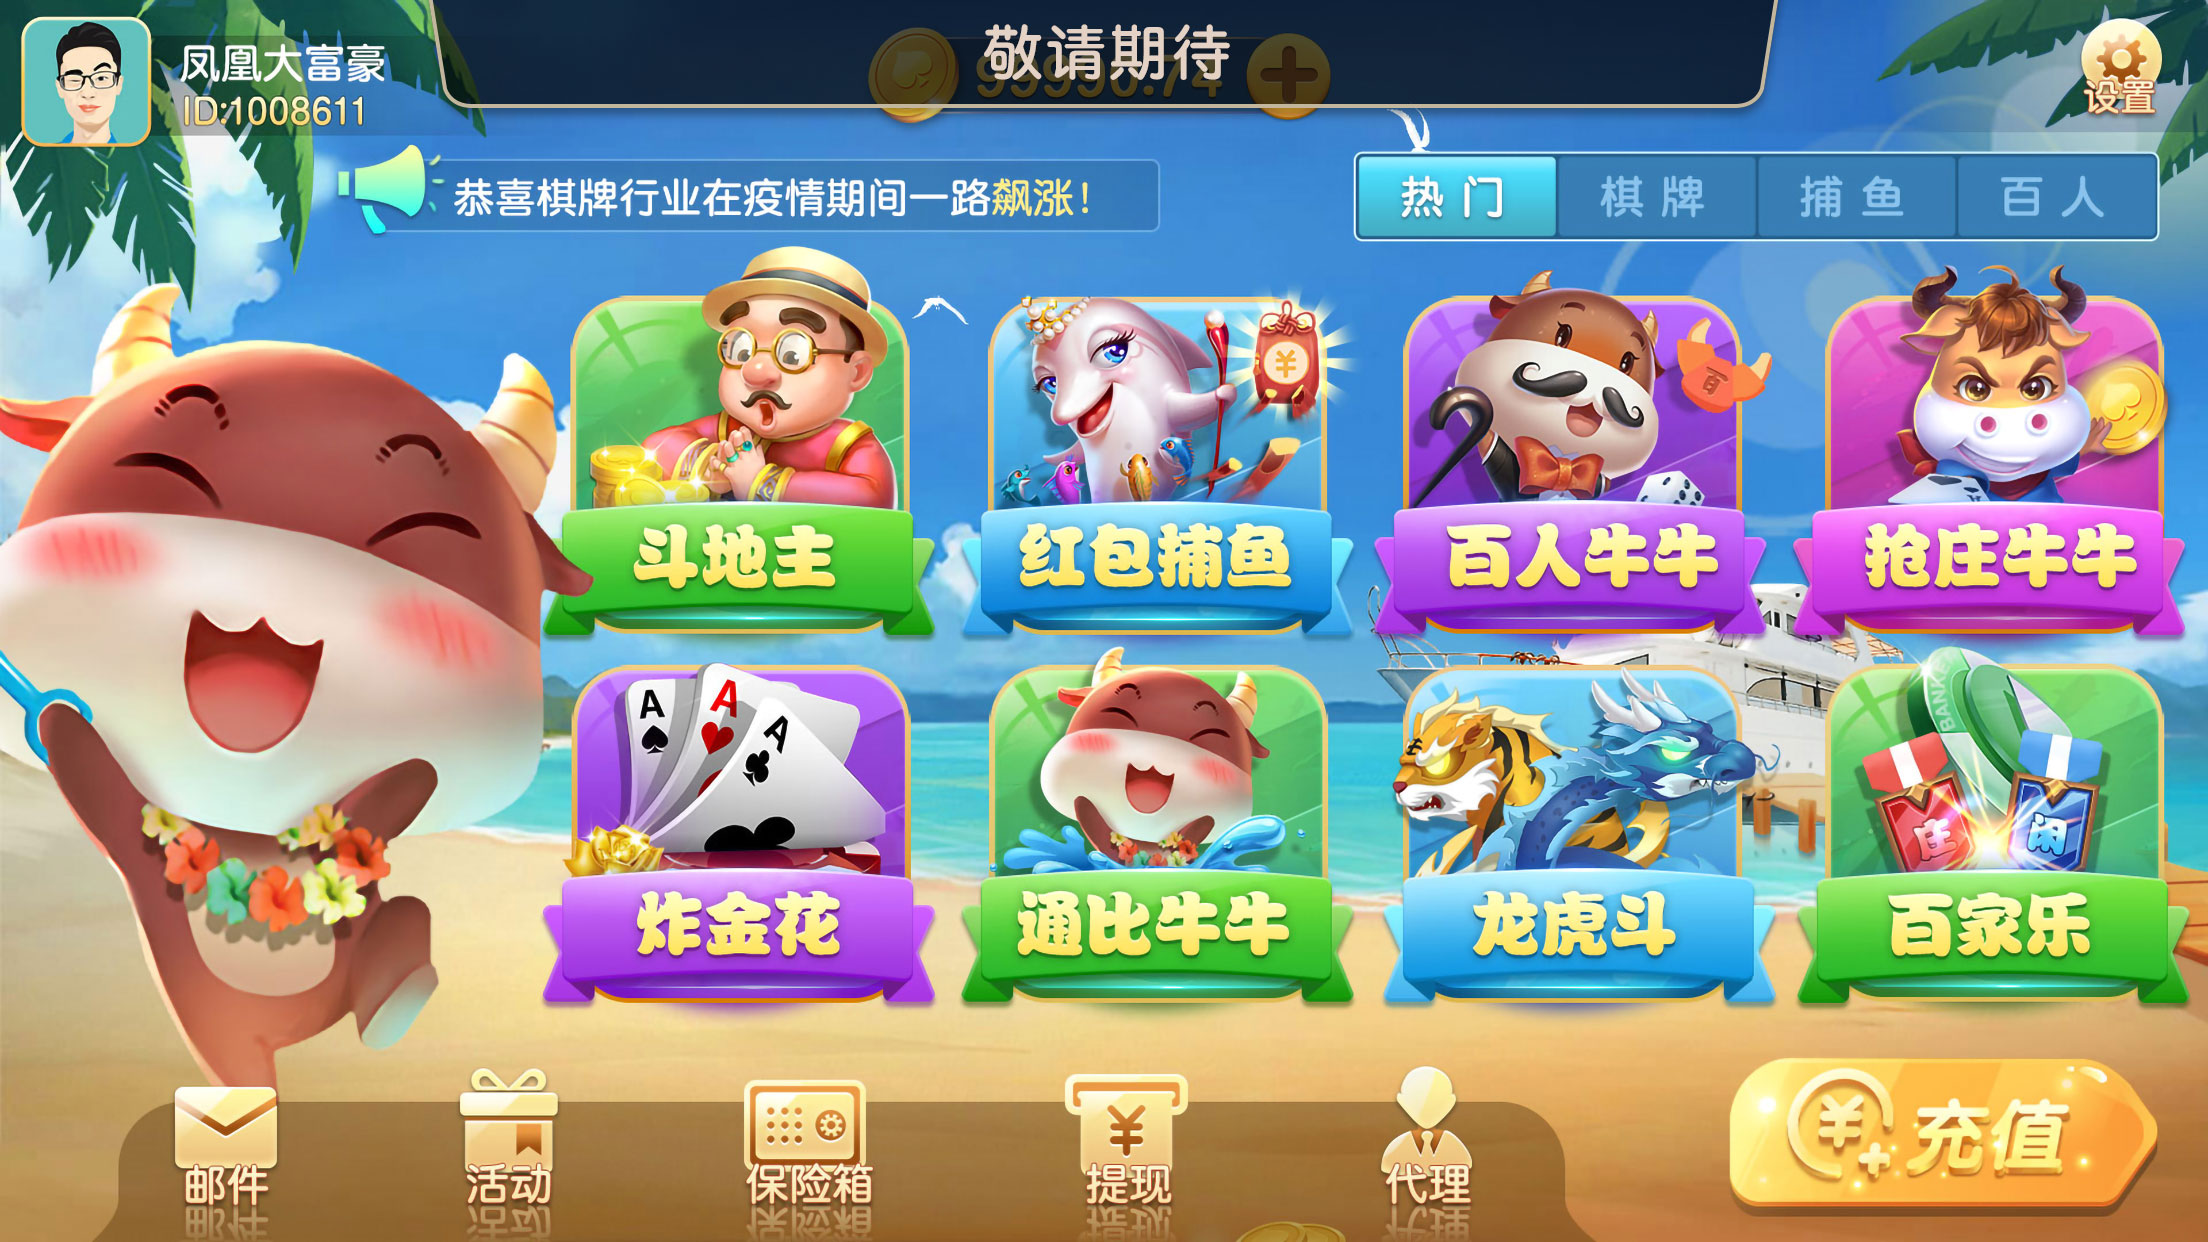 敬请期待
凤凰大富豪
ID:1008611
设置
恭喜棋牌行业在疫情期间一路飙涨!
热门
棋牌
捕鱼
百人
百
斗地主
红包捕鱼
百人牛牛
抢庄牛牛
A
A
A
BANK
庄
闲
炸金花
通比牛牛
龙虎斗
百家乐
邮件
活动
保险箱
提现
代理
充值